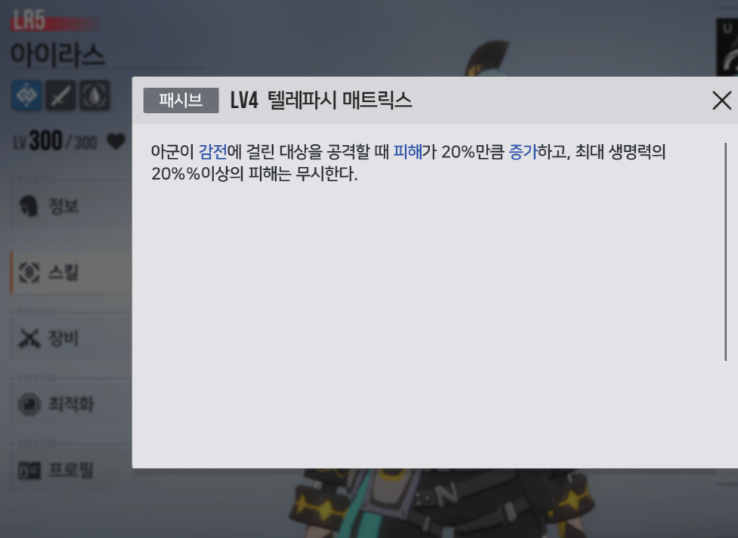 LR5
아이라스
LV300/300
패시브 LV4 텔레파시 매트릭스
아군이 감전에 걸린 대상을 공격할 때 피해가 20%만큼 증가하고, 최대 생명력의
20%%이상의 피해는 무시한다.
정보
스킬
장비
최적화
프로필